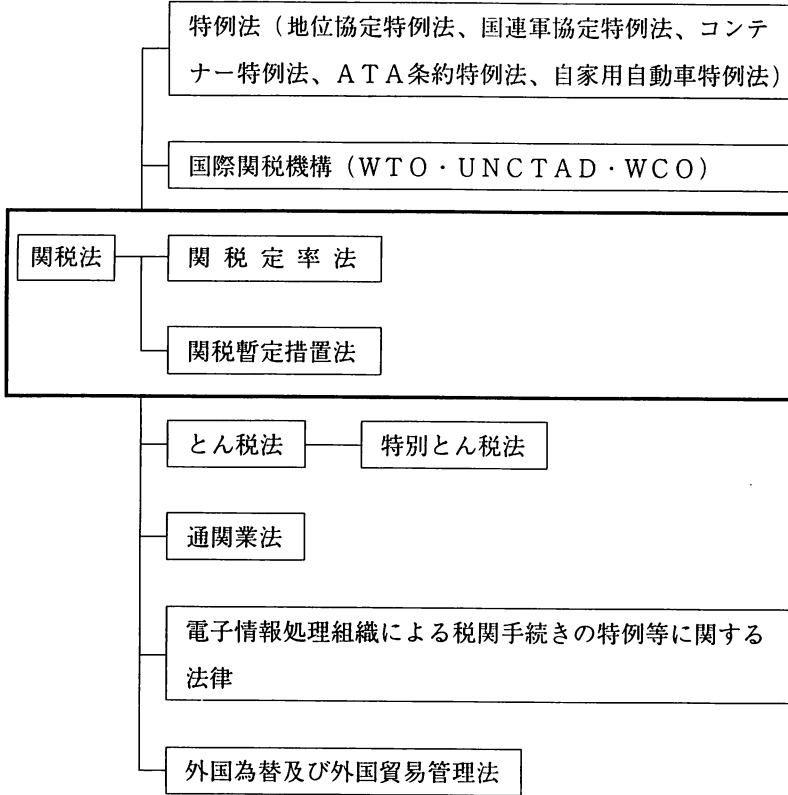 特例法（地位協定特例法、国連軍協定特例法、コンテ
ナー特例法、ＡＴＡ条約特例法、自家用自動車特例法）
国際関税機構（ＷＴＯ・ＵＮＣＴＡＤ・ＷＣＯ）
関税法
関税定率法
関税暫定措置法
とん税法
特別とん税法
通関業法
電子情報処理組織による税関手続きの特例等に関する
法律
外国為替及び外国貿易管理法